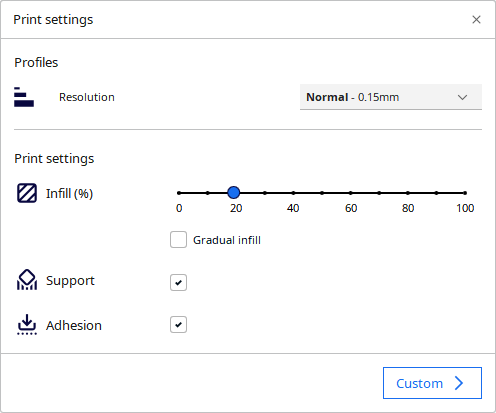 Print settings
Profiles
Resolution Normal - 0.15mm
Print settings
Infill (%)
0 20 40 60 80 100
Gradual infill
Support
Adhesion
Custom